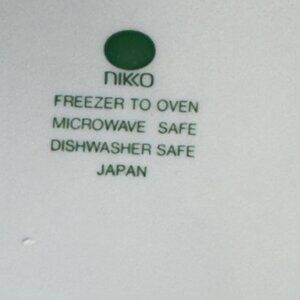 NIKKO
FREEZER TO OVEN
MICROWAVE SAFE
DISHWASHER SAFE
JAPAN